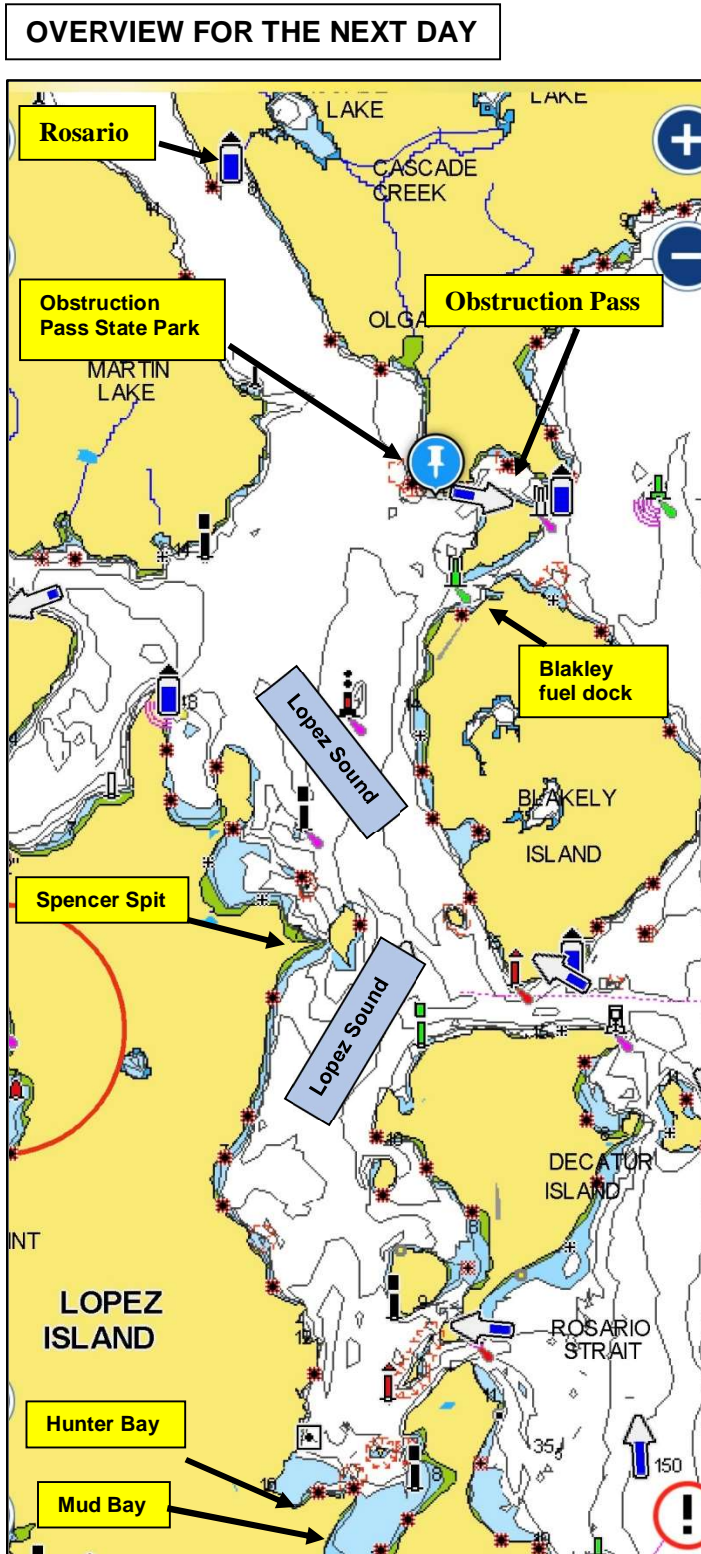 OVERVIEW FOR THE NEXT DAY
LAKE
LAKE
Rosario
CASCADE
CREEK
Obstruction
Pass State Park
Obstruction Pass
OLGA
MARTIN
LAKE
Blakley
fuel dock
18
Lopez Sound
BLAKELY
ISLAND
Spencer Spit
Lopez Sound
DECATUR
ISLAND
INT
LOPEZ
ISLAND
ROSARIO
STRAIT
Hunter Bay
35
150
Mud Bay